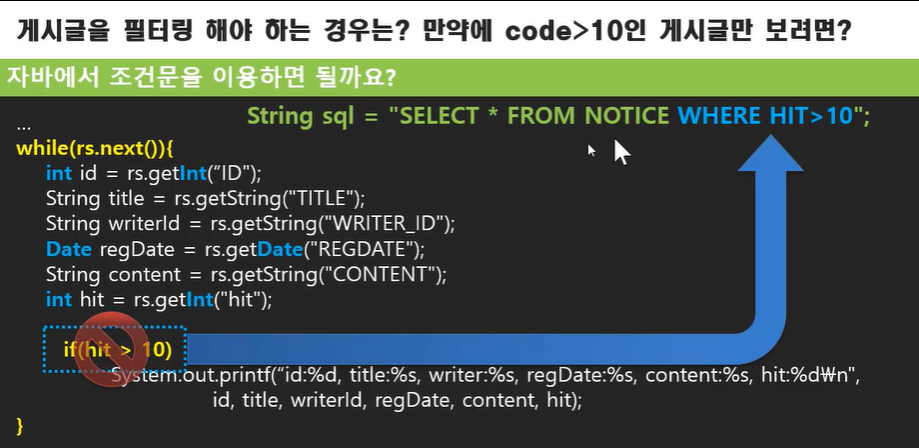 게시글을 필터링 해야 하는 경우는? 만약에 code>10인 게시글만 보려면?
자바에서 조건문을 이용하면 될까요?
String sql = "SELECT * FROM NOTICE WHERE HIT>10";
...
while(rs.next()){
int id = rs.getInt("ID");
String title = rs.getString("TITLE");
String writerId = rs.getString("WRITER_ID");
Date regDate = rs.getDate("REGDATE");
String content = rs.getString("CONTENT");
int hit = rs.getInt("hit");
if(hit > 10)
System.out.printf("id:%d, title:%s, writer:%s, regDate:%s, content:%s, hit:%d₩n",
id, title, writerId, regDate, content, hit);
}